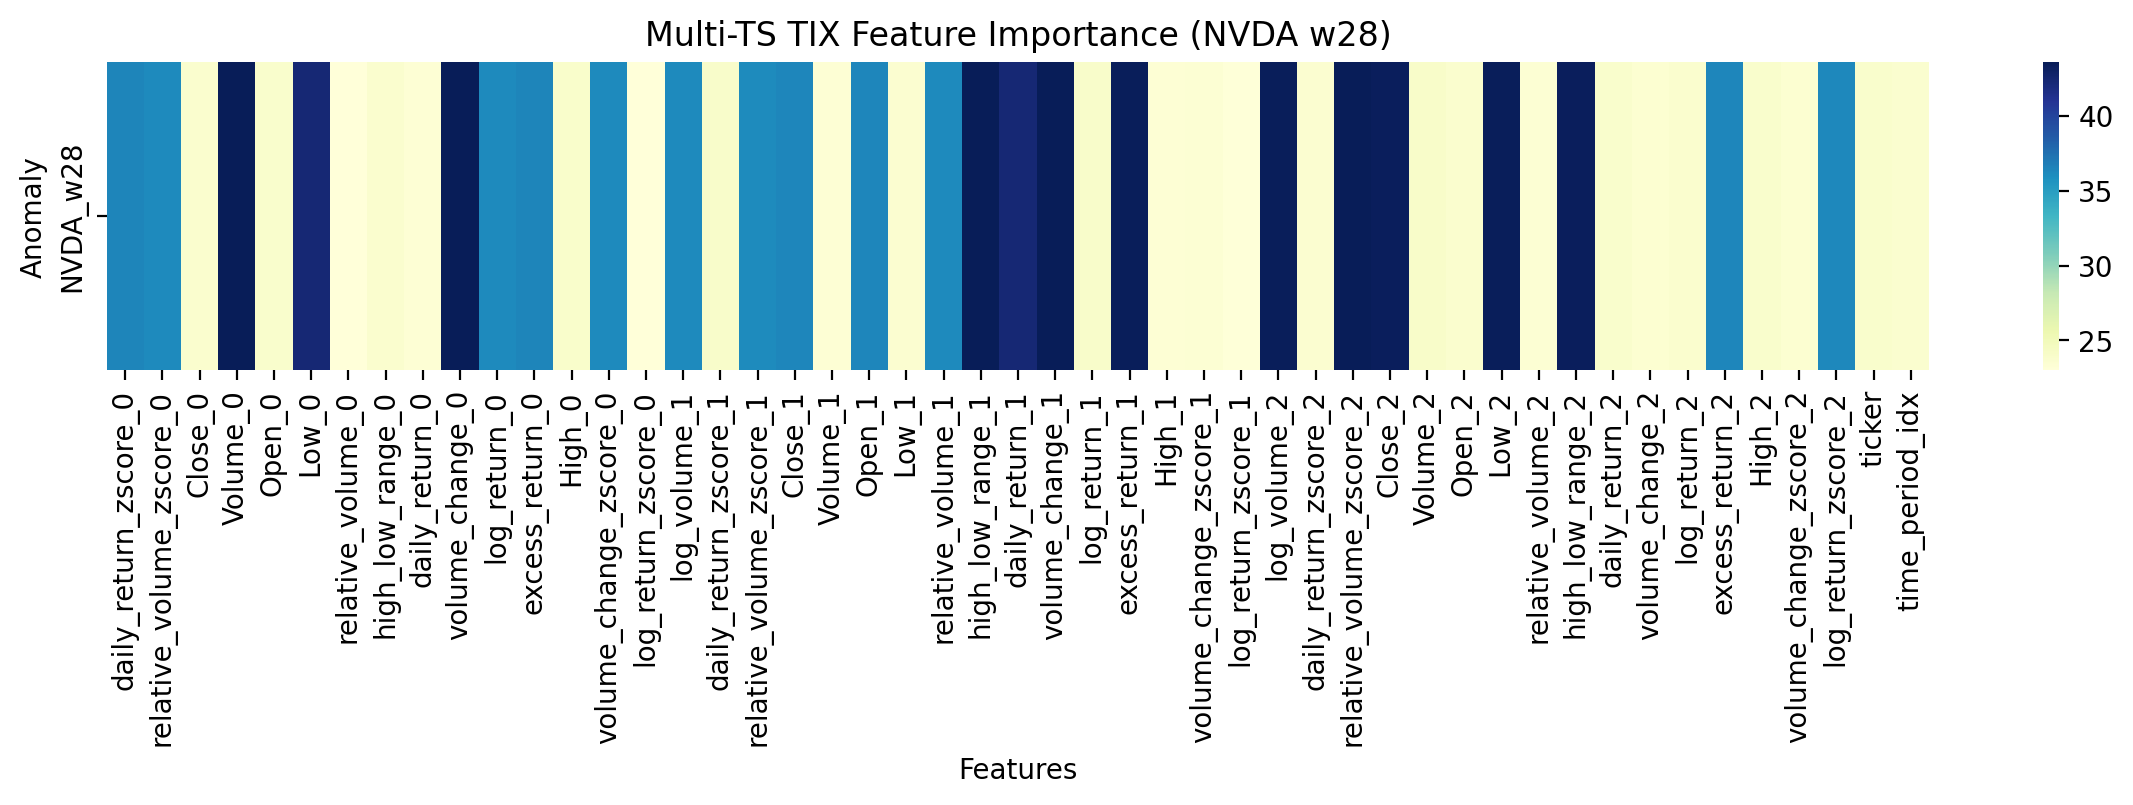 Multi-TS TIX Feature Importance (NVDA w28)
Anomaly
NVDA_w28
40
35
30
25
daily_return_zscore_0
relative_volume_zscore_0
Close_0
Volume_0
Open_0
Low_0
relative_volume_0
high_low_range_0
daily_return_0
volume_change_0
log_return_0
excess_return_0
High_0
volume_change_zscore_0
log_return_zscore_0
log_volume_1
daily_return_zscore_1
relative_volume_zscore_1
Close_1
Volume_1
Open_1
Low_1
relative_volume_1
high_low_range_1
daily_return_1
volume_change_1
log_return_1
excess_return_1
High_1
volume_change_zscore_1
log_return_zscore_1
log_volume_2
daily_return_zscore_2
relative_volume_zscore_2
Close_2
Volume_2
Open_2
Low_2
relative_volume_2
high_low_range_2
daily_return_2
volume_change_2
log_return_2
excess_return_2
High_2
volume_change_zscore_2
log_return_zscore_2
ticker
time_period_idx
Features